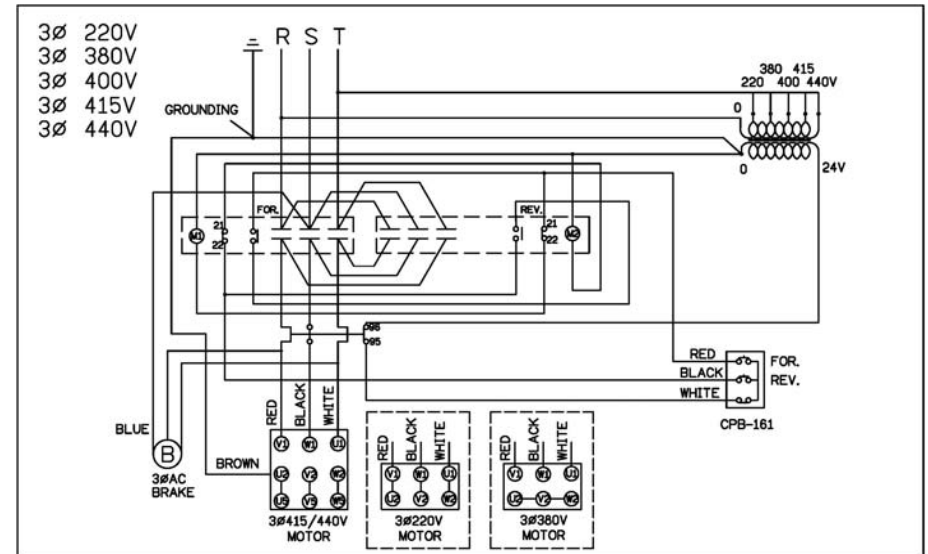 3Ø 220V
3Ø 380V
3Ø 400V
3Ø 415V
3Ø 440V
R S T
GROUNDING
380 415
220 400 440V
0
0
24V
FOR.
REV.
M1
21
22
21
22
M2
96
95
RED
FOR.
BLACK
REV.
WHITE
CPB-161
BLUE
B
3ØAC
BRAKE
BROWN
RED
BLACK
WHITE
V1 W1 U1
U2 V2 W2
U5 V5 W5
3Ø415/440V
MOTOR
RED
BLACK
WHITE
V1 W1 U1
U2 V2 W2
3Ø220V
MOTOR
RED
BLACK
WHITE
V1 W1 U1
U2 V2 W2
3Ø380V
MOTOR